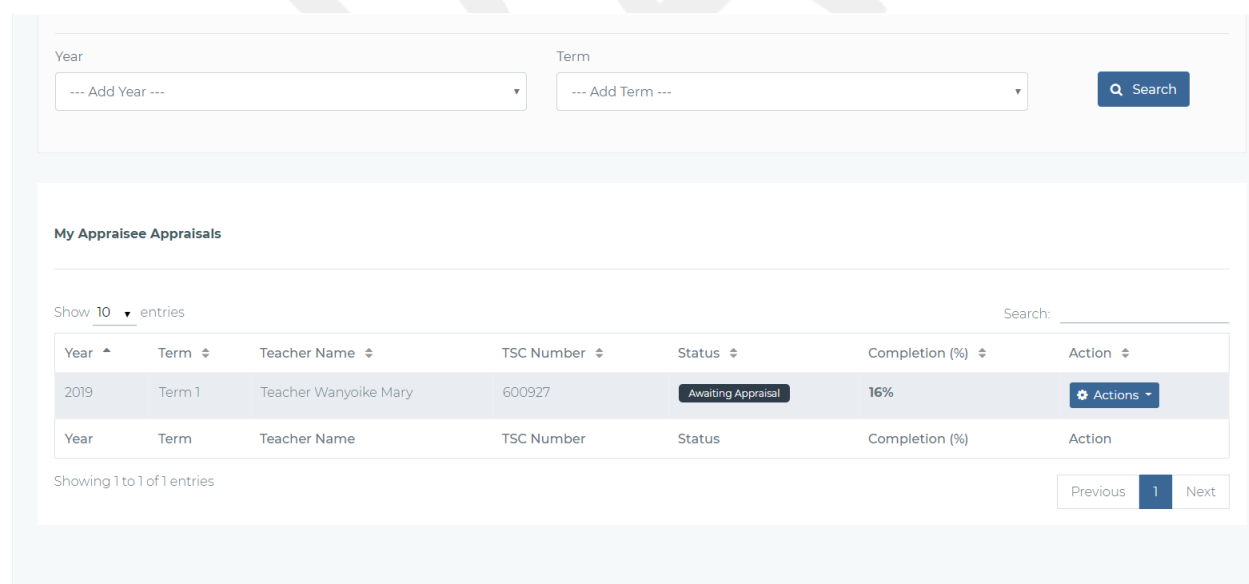 Year Term
--- Add Year --- --- Add Term --- Search
My Appraisee Appraisals
Show 10 entries Search:
Year Term Teacher Name TSC Number Status Completion (%) Action
2019 Term 1 Teacher Wanyoike Mary 600927 Awaiting Appraisal 16% Actions
Year Term Teacher Name TSC Number Status Completion (%) Action
Showing 1 to 1 of 1 entries
Previous 1 Next